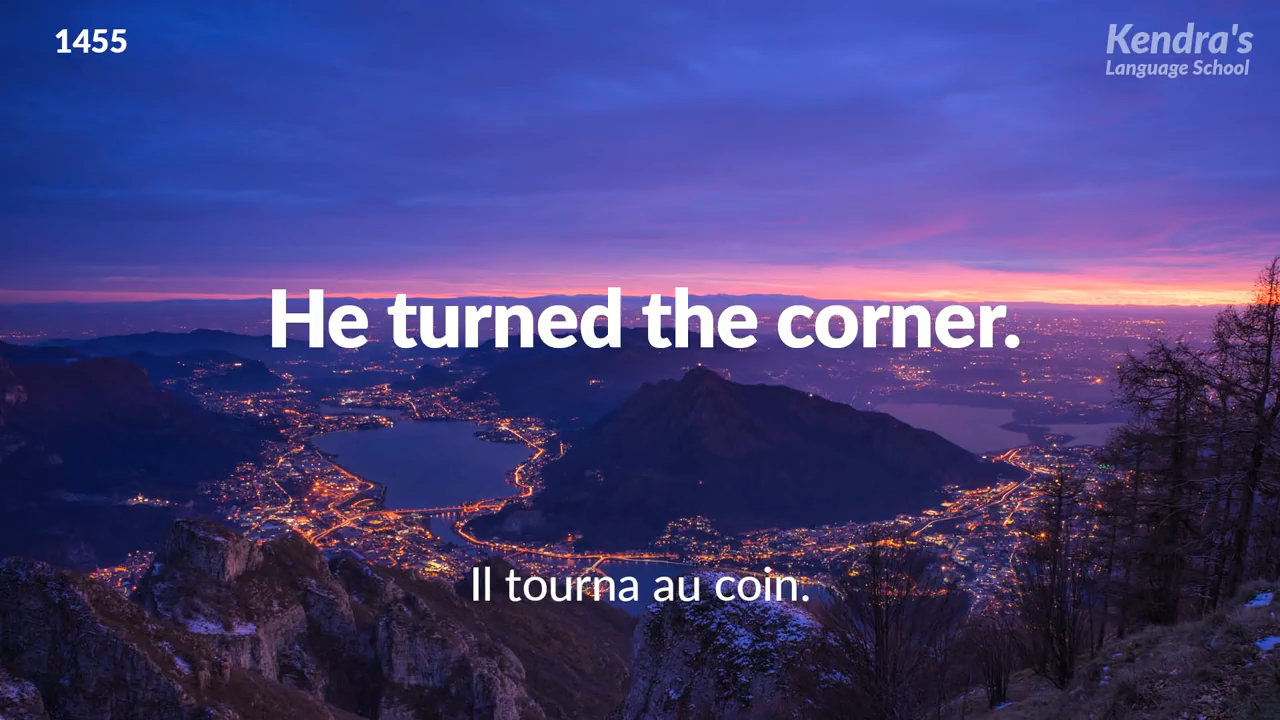 1455
Kendra's
Language School
He turned the corner.
Il tourna au coin.